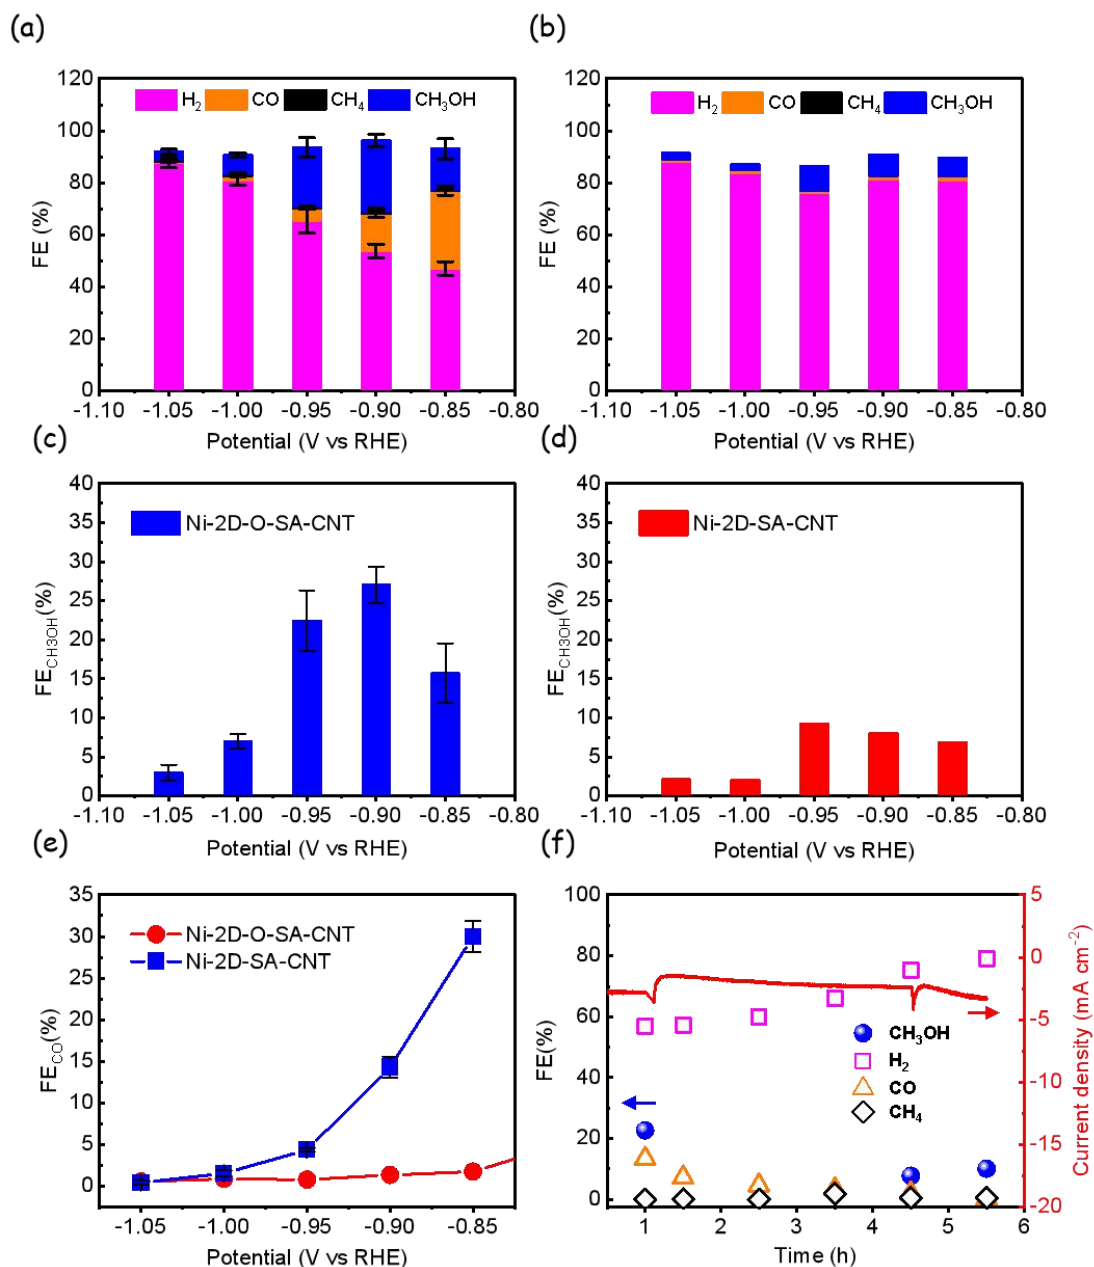 (a)
120
100
80
60
40
20
0
FE (%)
H₂ CO CH₄ CH₃OH
-1.10 -1.05 -1.00 -0.95 -0.90 -0.85 -0.80
Potential (V vs RHE)
(b)
120
100
80
60
40
20
0
FE (%)
H₂ CO CH₄ CH₃OH
-1.10 -1.05 -1.00 -0.95 -0.90 -0.85 -0.80
Potential (V vs RHE)
(c)
40
35
30
25
20
15
10
5
0
FE_CH3OH(%)
Ni-2D-O-SA-CNT
-1.10 -1.05 -1.00 -0.95 -0.90 -0.85 -0.80
Potential (V vs RHE)
(d)
40
35
30
25
20
15
10
5
0
FE_CH3OH(%)
Ni-2D-SA-CNT
-1.10 -1.05 -1.00 -0.95 -0.90 -0.85 -0.80
Potential (V vs RHE)
(e)
35
30
25
20
15
10
5
0
FE_CO(%)
Ni-2D-O-SA-CNT
Ni-2D-SA-CNT
-1.05 -1.00 -0.95 -0.90 -0.85
Potential (V vs RHE)
(f)
100
80
60
40
20
0
FE(%)
CH₃OH
H₂
CO
CH₄
5
0
-5
-10
-15
-20
Current density (mA cm⁻²)
1 2 3 4 5 6
Time (h)